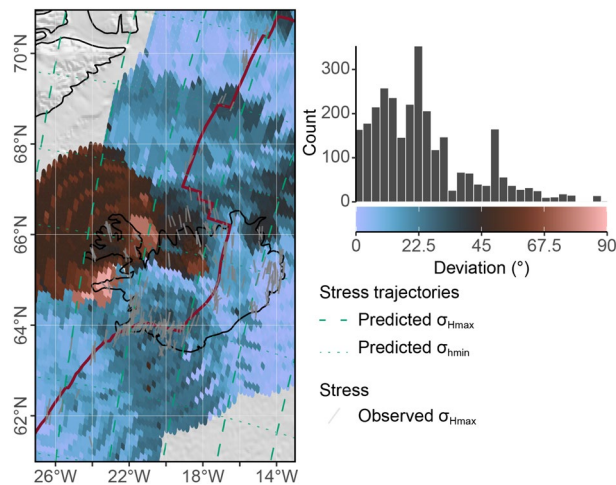 70°N
68°N
66°N
64°N
62°N
26°W 22°W 18°W 14°W
Count
300
200
100
0
0 22.5 45 67.5 90
Deviation (°)
Stress trajectories
Predicted σHmax
Predicted σhmin
Stress
Observed σHmax